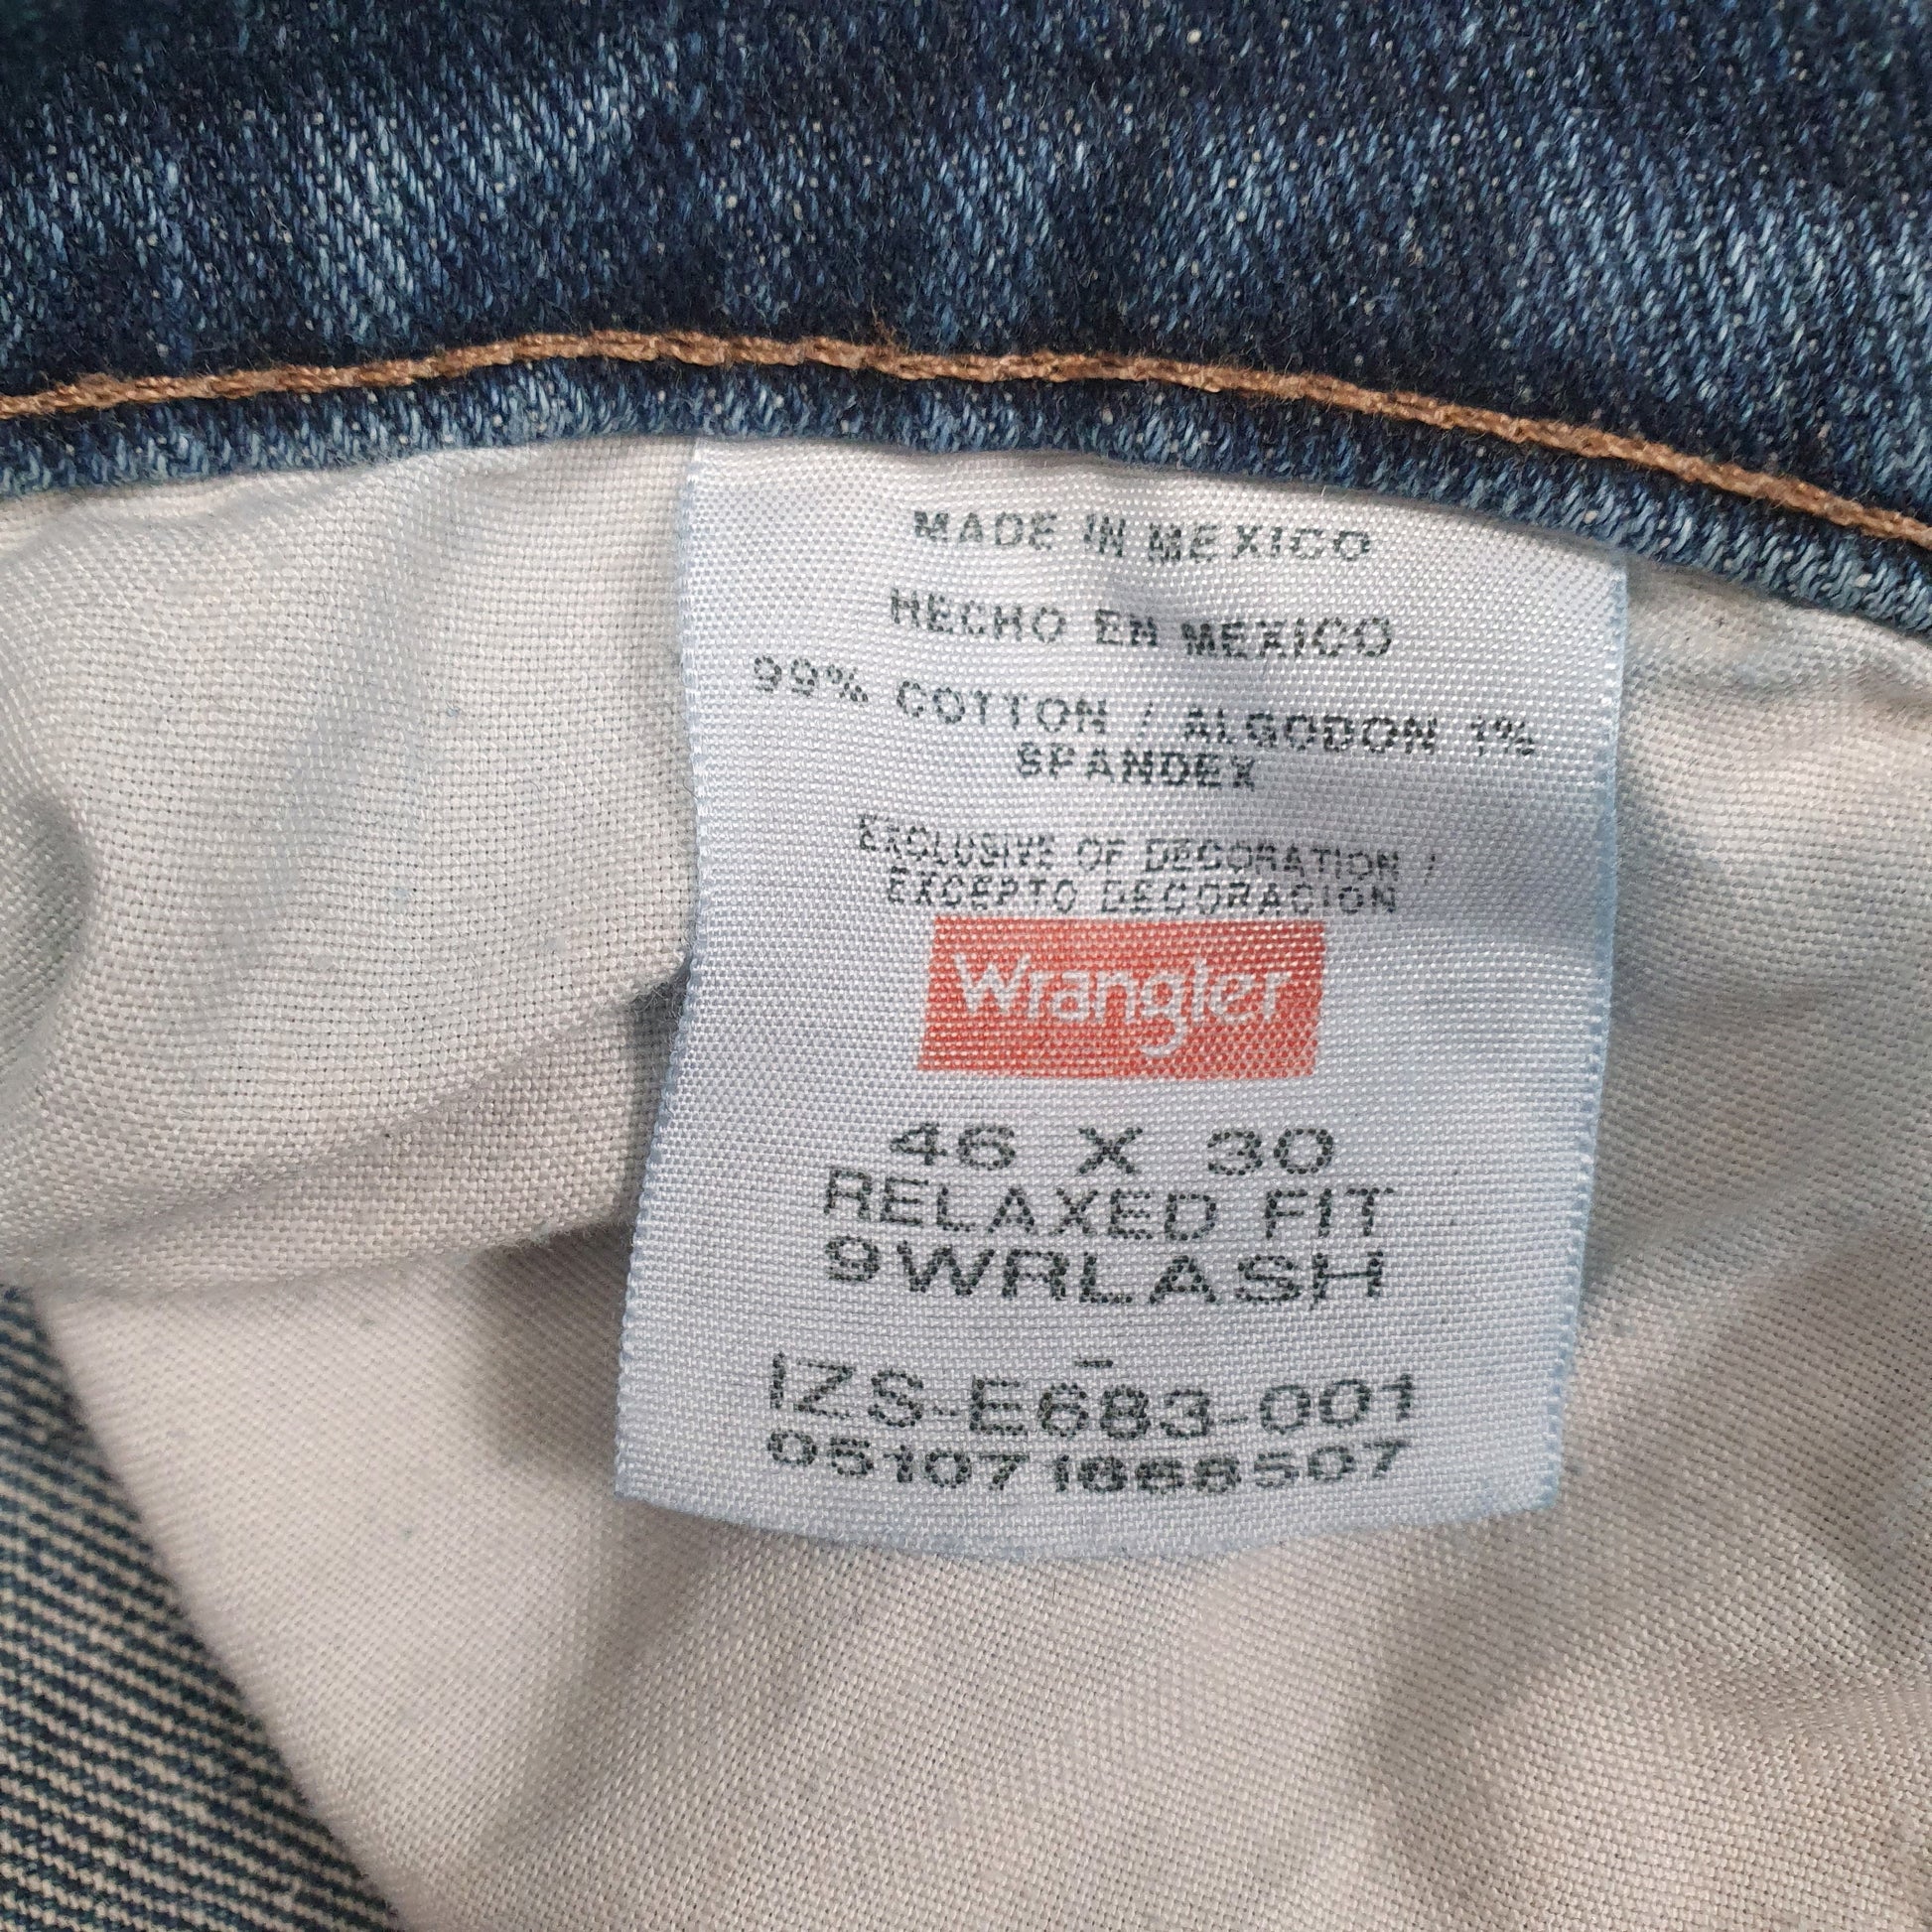 MADE IN MEXICO
HECHO EN MEXICO
99% COTTON / ALGODON 1%
SPANDEX
EXCLUSIVE OF DECORATION /
EXCEPTO DECORACION
Wrangler
46 X 30
RELAXED FIT
9WRLASH
-
IZS-E683-001
051071668507